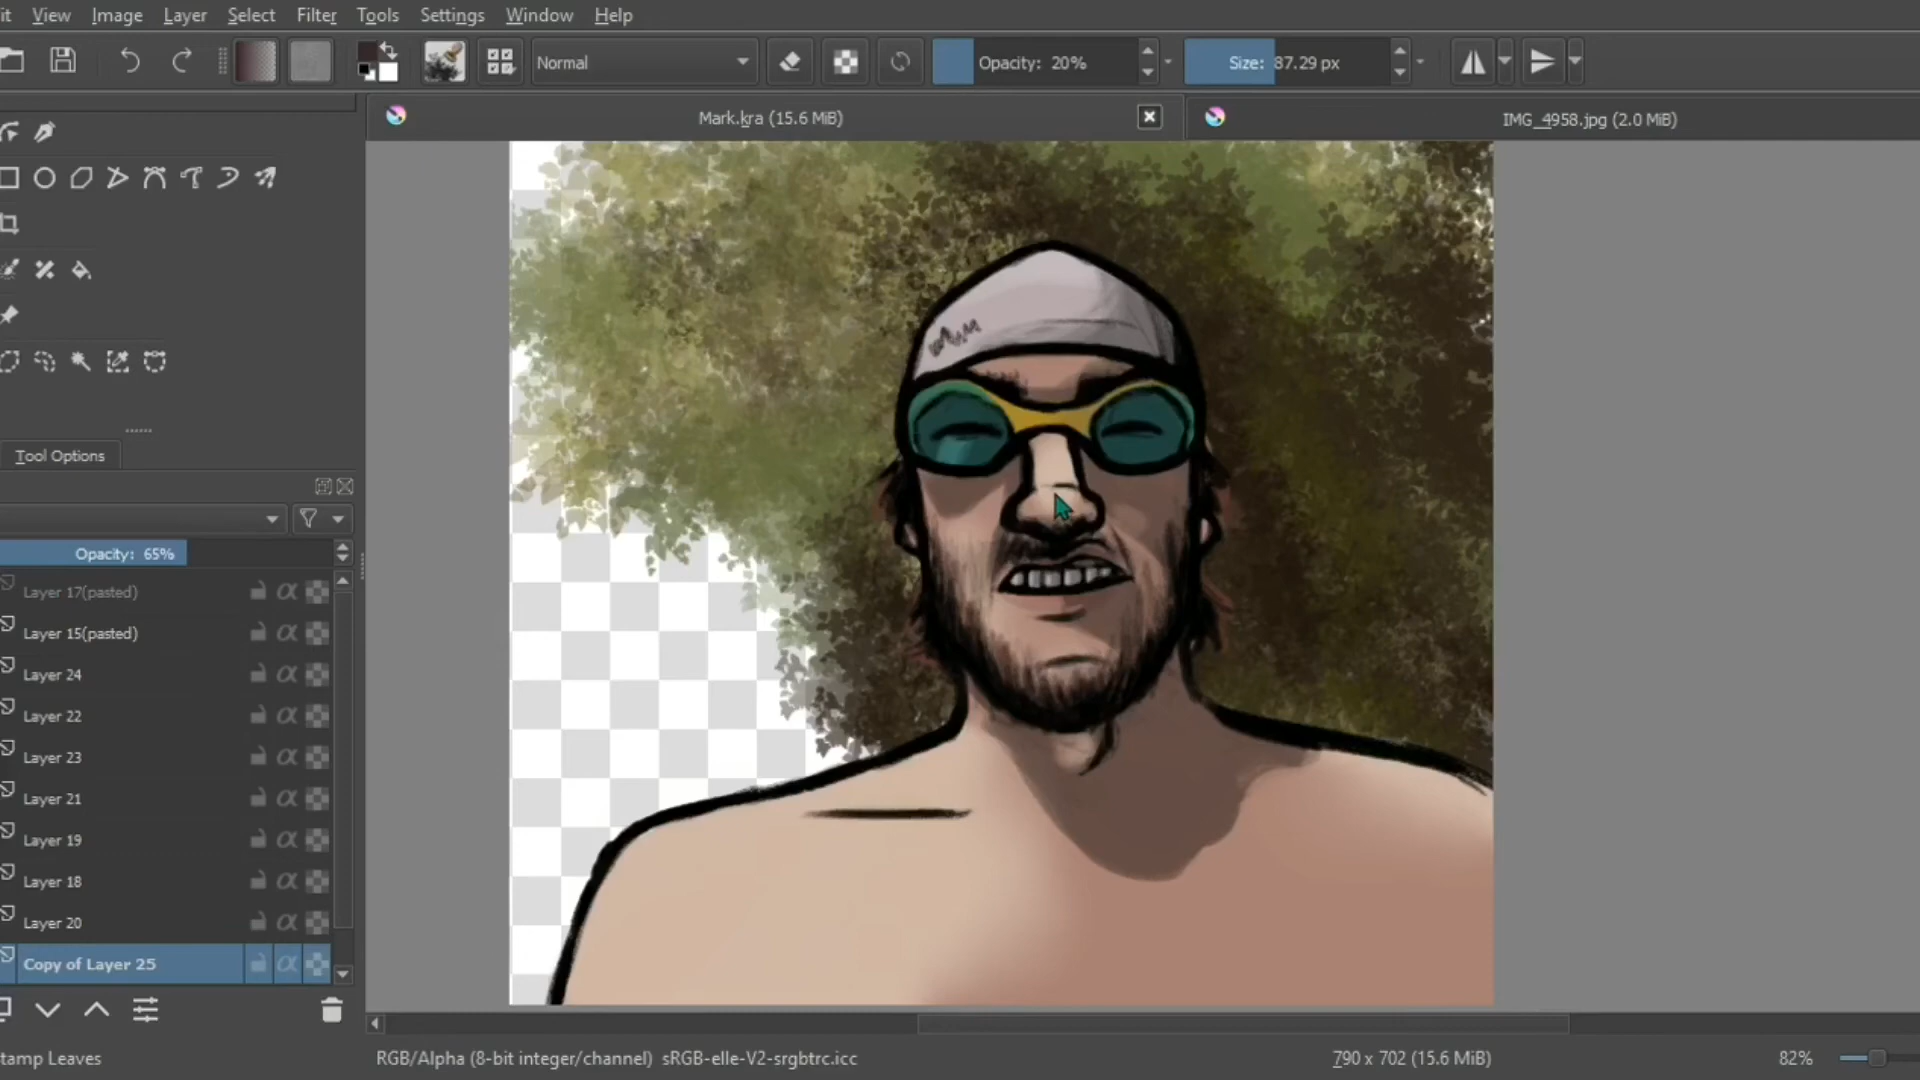 it View Image Layer Select Filter Tools Settings Window Help
Normal Opacity: 20% Size: 87.29 px
Mark.kra (15.6 MiB) IMG_4958.jpg (2.0 MiB)
Tool Options
Opacity: 65%
Layer 17(pasted)
Layer 15(pasted)
Layer 24
Layer 22
Layer 23
Layer 21
Layer 19
Layer 18
Layer 20
Copy of Layer 25
tamp Leaves RGB/Alpha (8-bit integer/channel) sRGB-elle-V2-srgbtrc.icc 790 x 702 (15.6 MiB) 82%